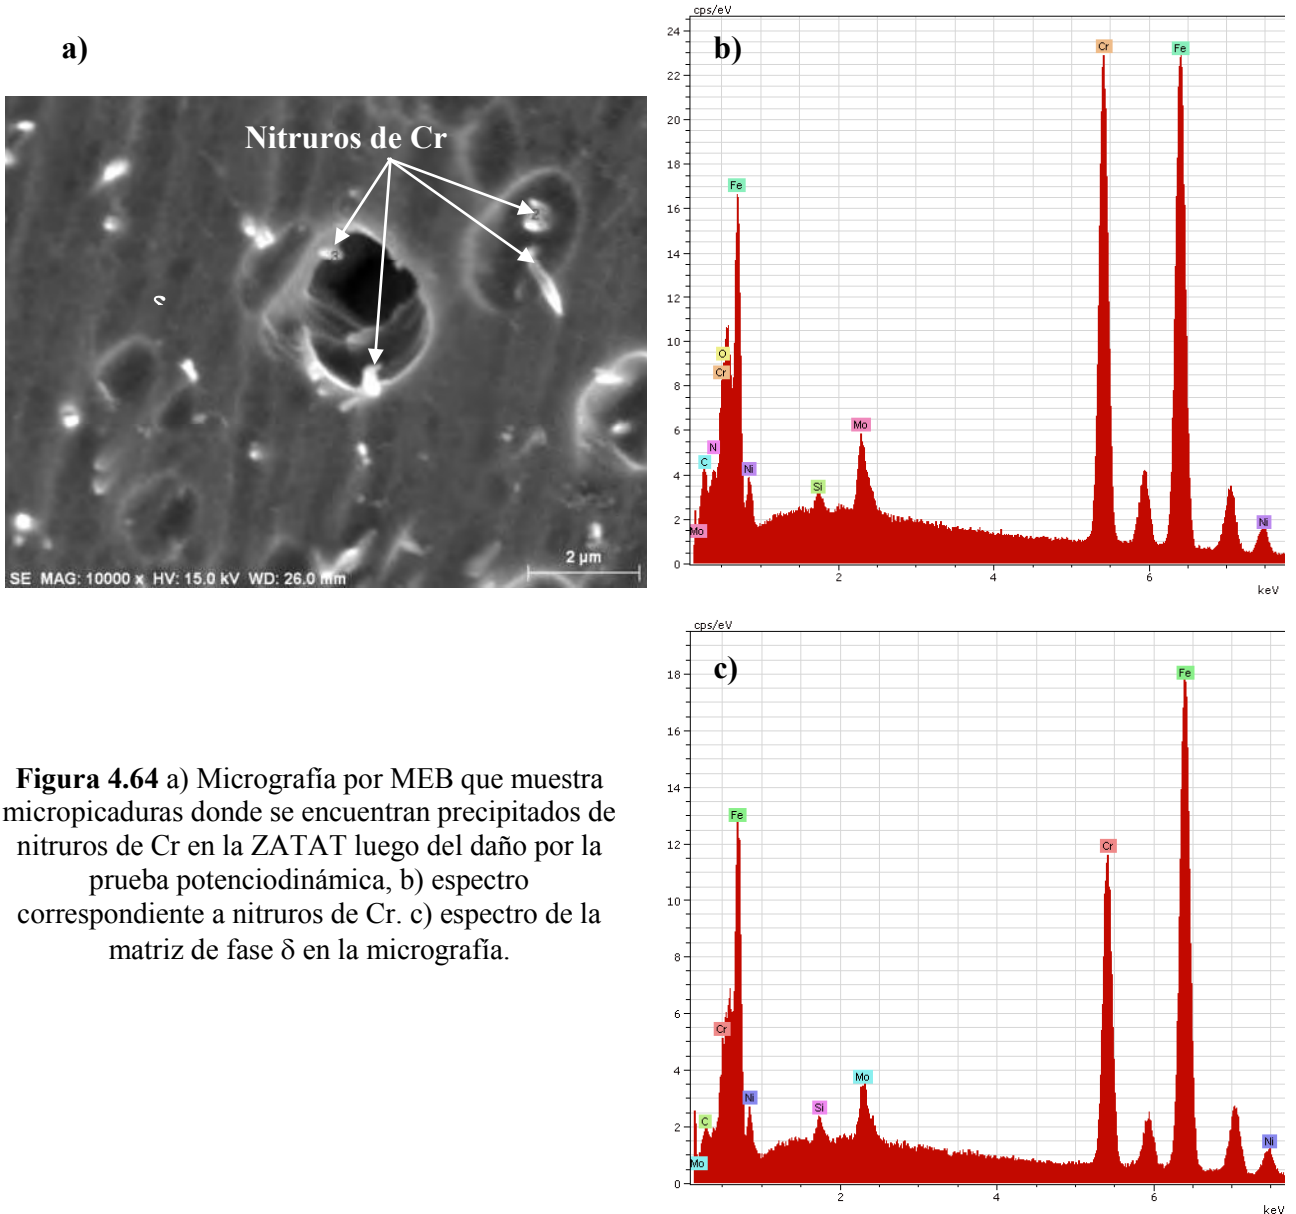 a)
Nitruros de Cr
2
3
SE MAG: 10000 x HV: 15.0 kV WD: 26.0 mm
2 µm
cps/eV
b)
24
22
20
18
16
14
12
10
8
6
4
2
0
Cr
Fe
Fe
O
Cr
N
C
Ni
Mo
Si
Mo
Ni
2
4
6
keV
cps/eV
c)
18
16
14
12
10
8
6
4
2
0
Fe
Fe
Cr
Cr
Ni
C
Mo
Si
Mo
Ni
2
4
6
keV
Figura 4.64 a) Micrografía por MEB que muestra
micropicaduras donde se encuentran precipitados de
nitruros de Cr en la ZATAT luego del daño por la
prueba potenciodinámica, b) espectro
correspondiente a nitruros de Cr. c) espectro de la
matriz de fase δ en la micrografía.